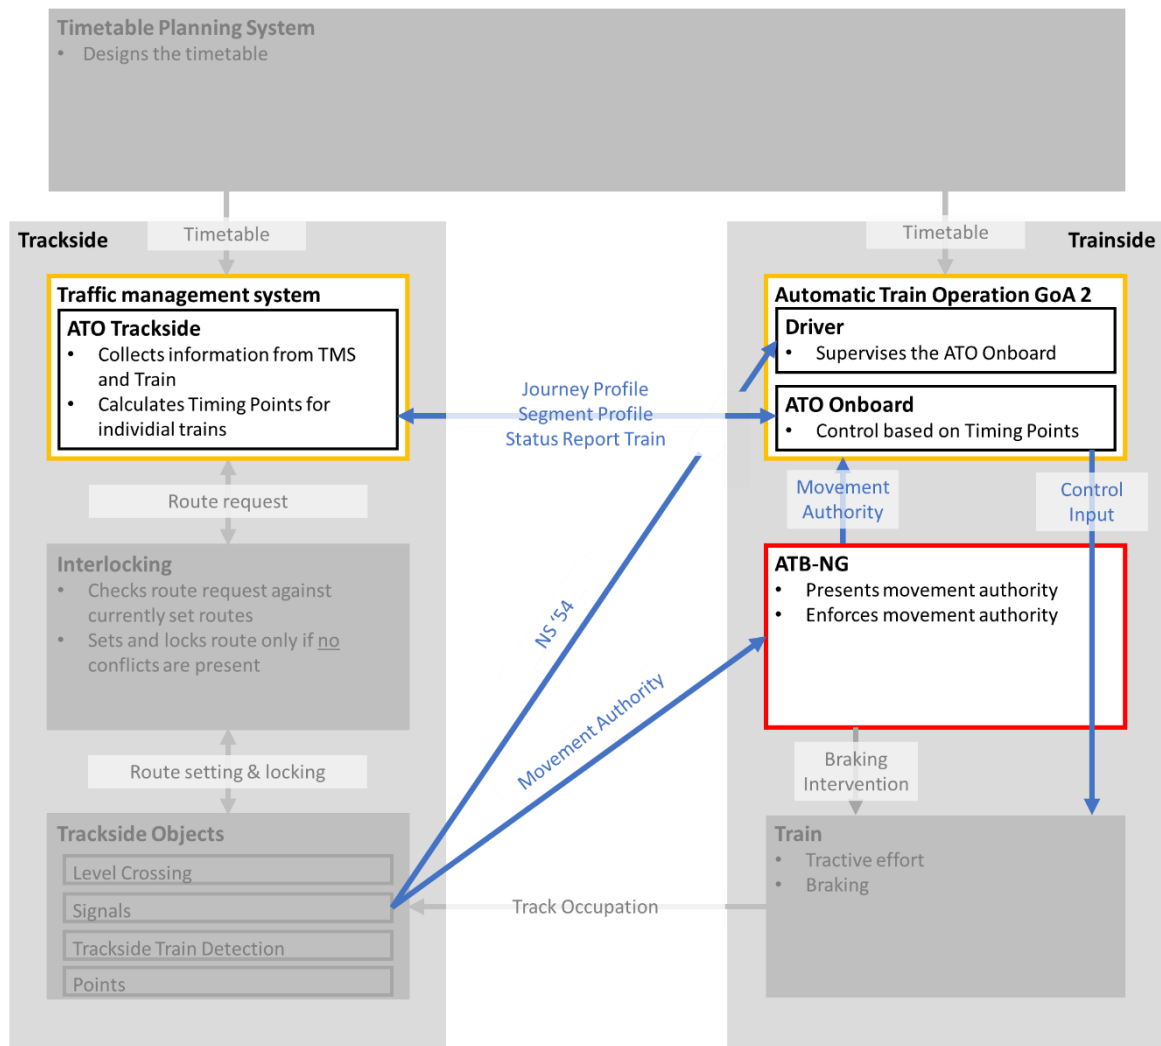 Timetable Planning System
• Designs the timetable
Timetable
Timetable
Trackside
Trainside
Traffic management system
ATO Trackside
• Collects information from TMS
and Train
• Calculates Timing Points for
individial trains
Automatic Train Operation GoA 2
Driver
• Supervises the ATO Onboard
ATO Onboard
• Control based on Timing Points
Journey Profile
Segment Profile
Status Report Train
Route request
Movement
Authority
Control
Input
Interlocking
• Checks route request against
currently set routes
• Sets and locks route only if no
conflicts are present
ATB-NG
• Presents movement authority
• Enforces movement authority
NS ‘54
Movement Authority
Route setting & locking
Braking
Intervention
Trackside Objects
Level Crossing
Signals
Trackside Train Detection
Points
Track Occupation
Train
• Tractive effort
• Braking